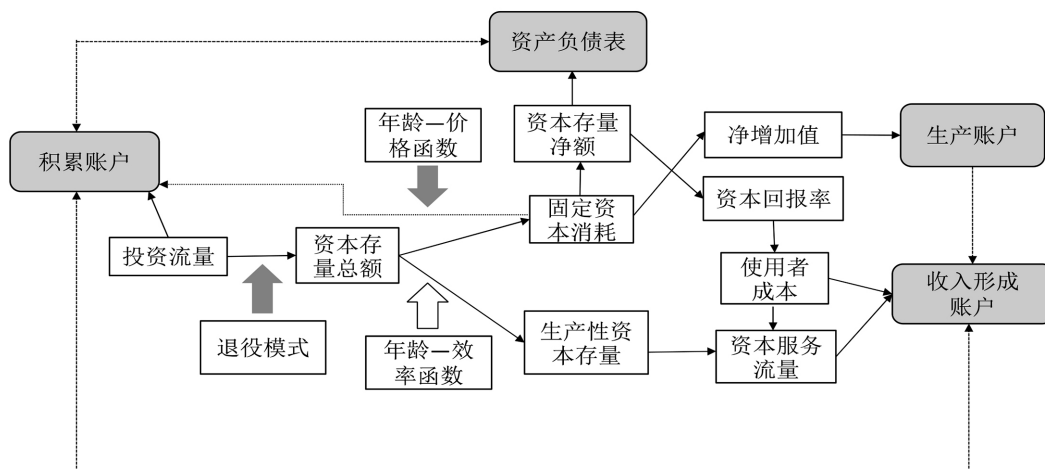 资产负债表
年龄—价
格函数
资本存量
净额
净增加值
生产账户
积累账户
资本回报率
固定资
本消耗
投资流量
资本存
量总额
使用者
成本
收入形成
账户
退役模式
年龄—效
率函数
生产性资
本存量
资本服务
流量